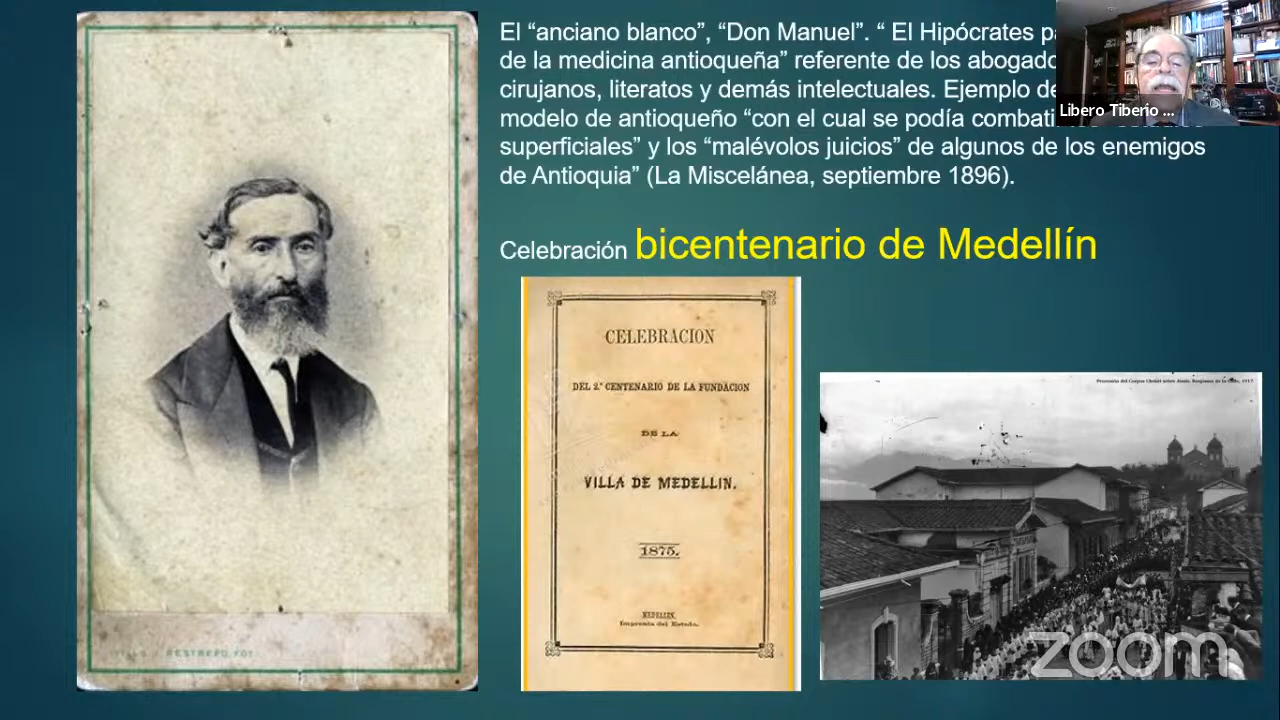 El “anciano blanco”, “Don Manuel”. “ El Hipócrates
de la medicina antioqueña” referente de los
cirujanos, literatos y demás intelectuales. Ejemplo
modelo de antioqueño “con el cual se podía
superficiales” y los “malévolos juicios” de algunos de los enemigos
de Antioquia” (La Miscelánea, septiembre 1896).
Libero Tiberio ...
Celebración bicentenario de Medellín
CELEBRACION
DEL 2.º CENTENARIO DE LA FUNDACION
DE LA
VILLA DE MEDELLIN.
1875.
MEDELLIN.
Imprenta del Estado.
RESTREPO FOT
zoom